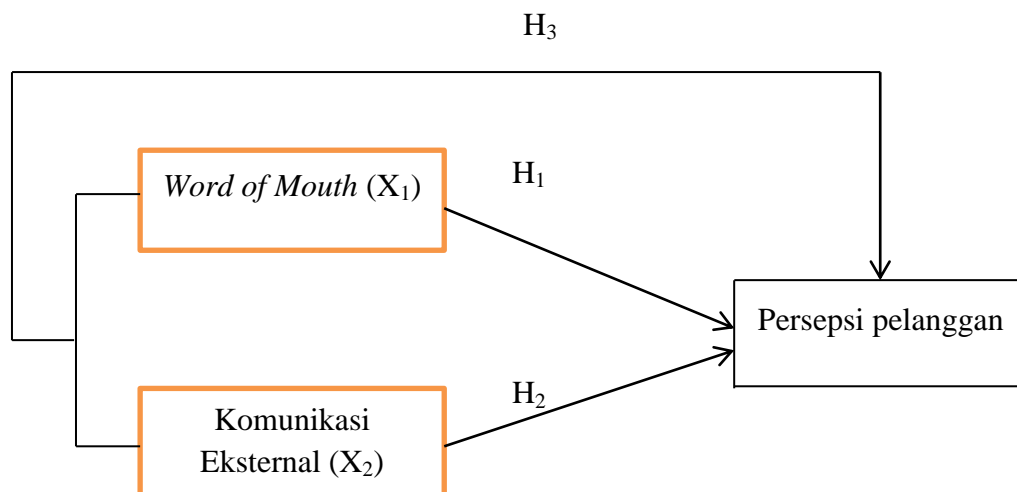 H₃
Word of Mouth (X₁)
H₁
Persepsi pelanggan
H₂
Komunikasi
Eksternal (X₂)